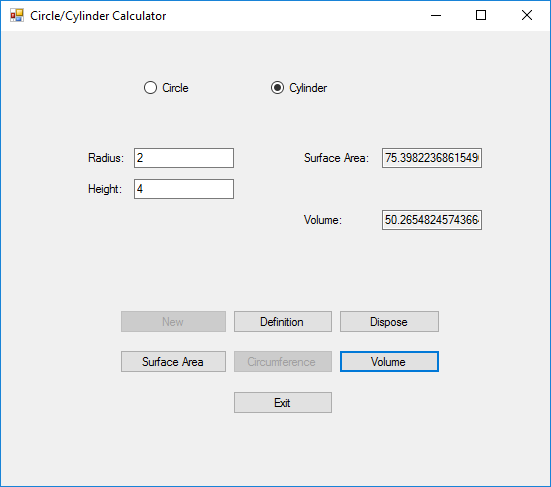 Circle/Cylinder Calculator
Circle Cylinder
Radius: 2 Surface Area: 75.3982236861549
Height: 4
Volume: 50.2654824574366
New Definition Dispose
Surface Area Circumference Volume
Exit